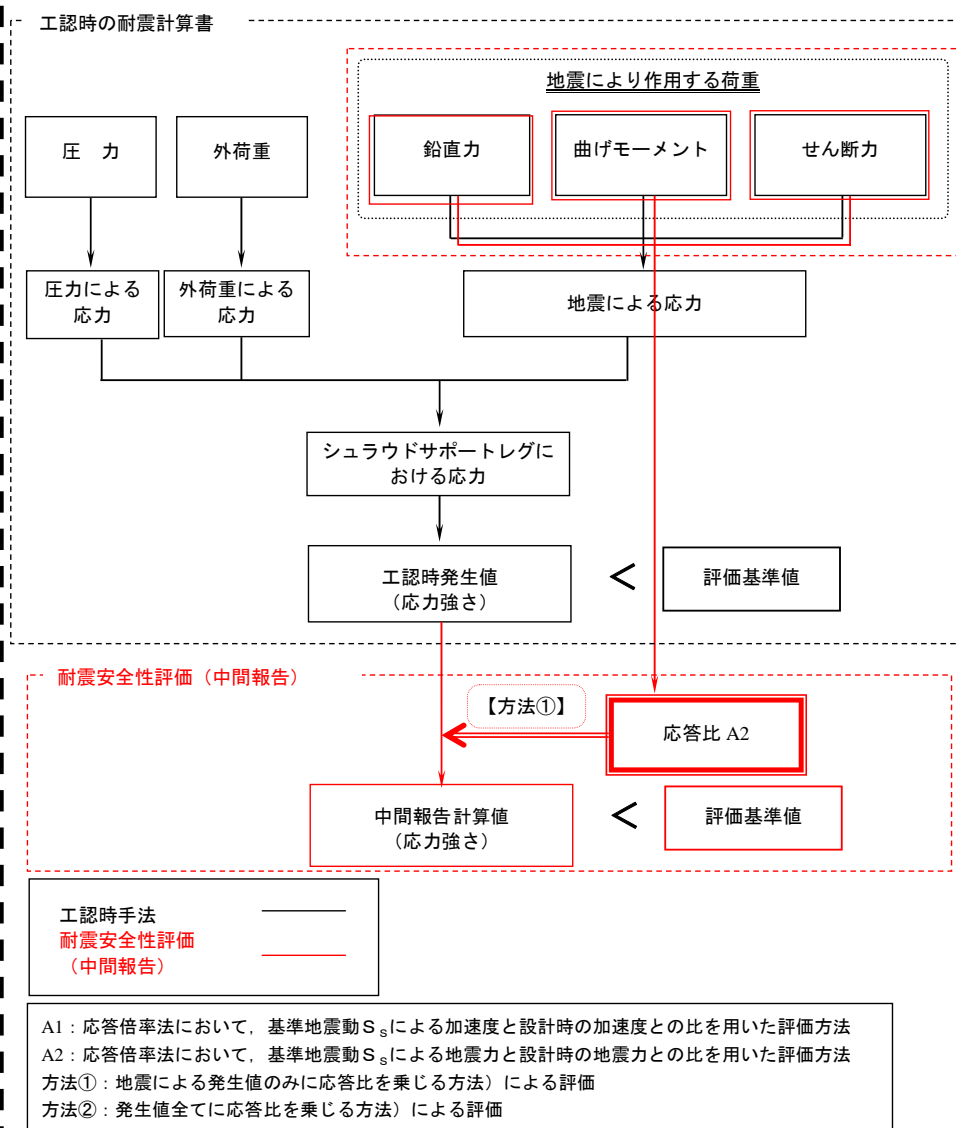 工認時の耐震計算書
地震により作用する荷重
圧　力
外荷重
鉛直力
曲げモーメント
せん断力
圧力による
応力
外荷重による
応力
地震による応力
シュラウドサポートレグに
おける応力
工認時発生値
（応力強さ）
＜
評価基準値
耐震安全性評価（中間報告）
【方法①】
応答比 A2
中間報告計算値
（応力強さ）
＜
評価基準値
工認時手法
耐震安全性評価
（中間報告）
A1：応答倍率法において，基準地震動Ｓsによる加速度と設計時の加速度との比を用いた評価方法
A2：応答倍率法において，基準地震動Ｓsによる地震力と設計時の地震力との比を用いた評価方法
方法①：地震による発生値のみに応答比を乗じる方法）による評価
方法②：発生値全てに応答比を乗じる方法）による評価